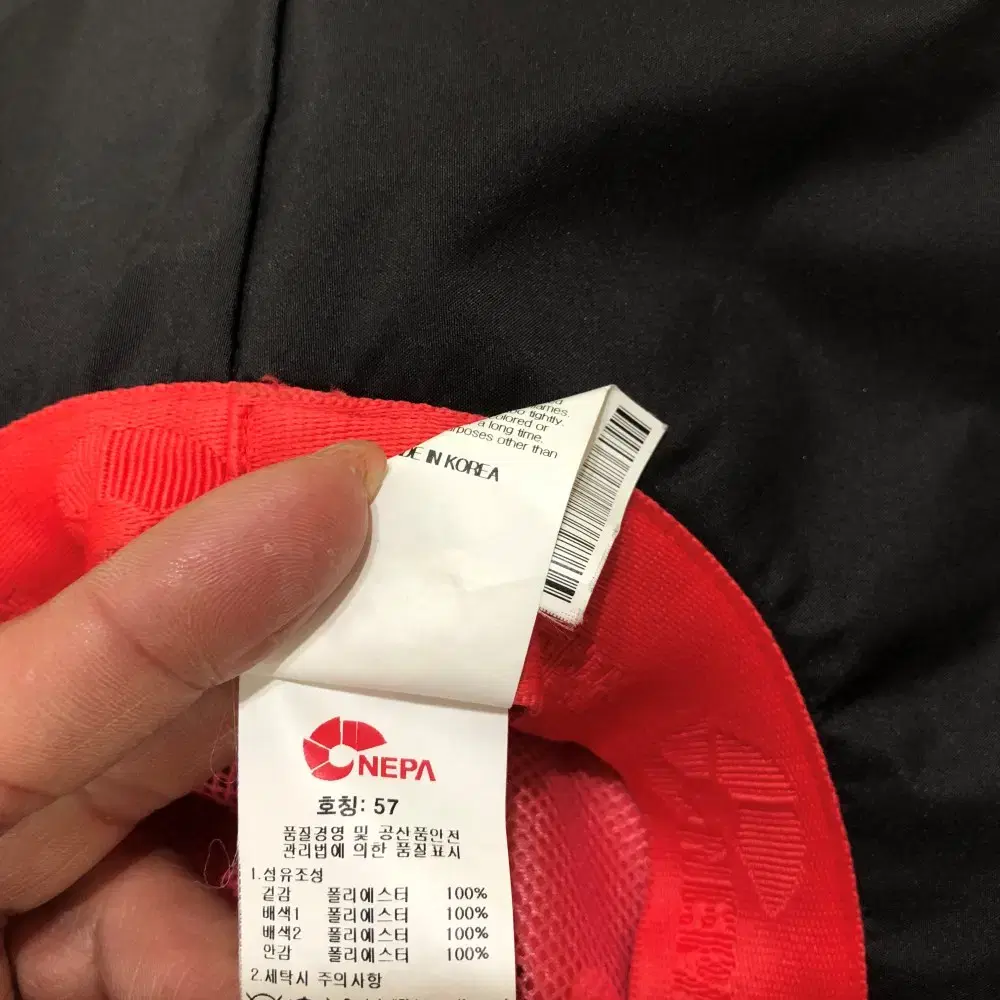 ames.
oo tightly.
olored or
a long time.
rposes other than
DE IN KOREA
NEPA
호칭: 57
품질경영 및 공산품안전
관리법에 의한 품질표시
1.섬유조성
겉감 폴리에스터 100%
배색1 폴리에스터 100%
배색2 폴리에스터 100%
안감 폴리에스터 100%
2.세탁시 주의사항